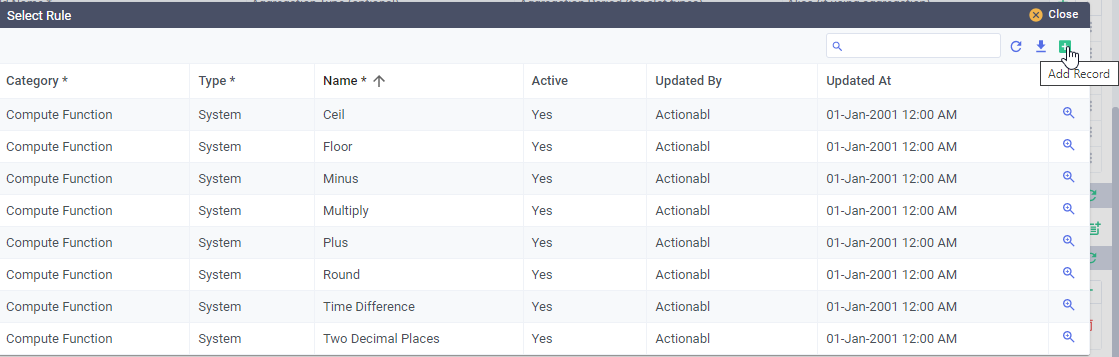 Select Rule
Close
Add Record
Category * Type * Name * Active Updated By Updated At
Compute Function System Ceil Yes Actionabl 01-Jan-2001 12:00 AM
Compute Function System Floor Yes Actionabl 01-Jan-2001 12:00 AM
Compute Function System Minus Yes Actionabl 01-Jan-2001 12:00 AM
Compute Function System Multiply Yes Actionabl 01-Jan-2001 12:00 AM
Compute Function System Plus Yes Actionabl 01-Jan-2001 12:00 AM
Compute Function System Round Yes Actionabl 01-Jan-2001 12:00 AM
Compute Function System Time Difference Yes Actionabl 01-Jan-2001 12:00 AM
Compute Function System Two Decimal Places Yes Actionabl 01-Jan-2001 12:00 AM